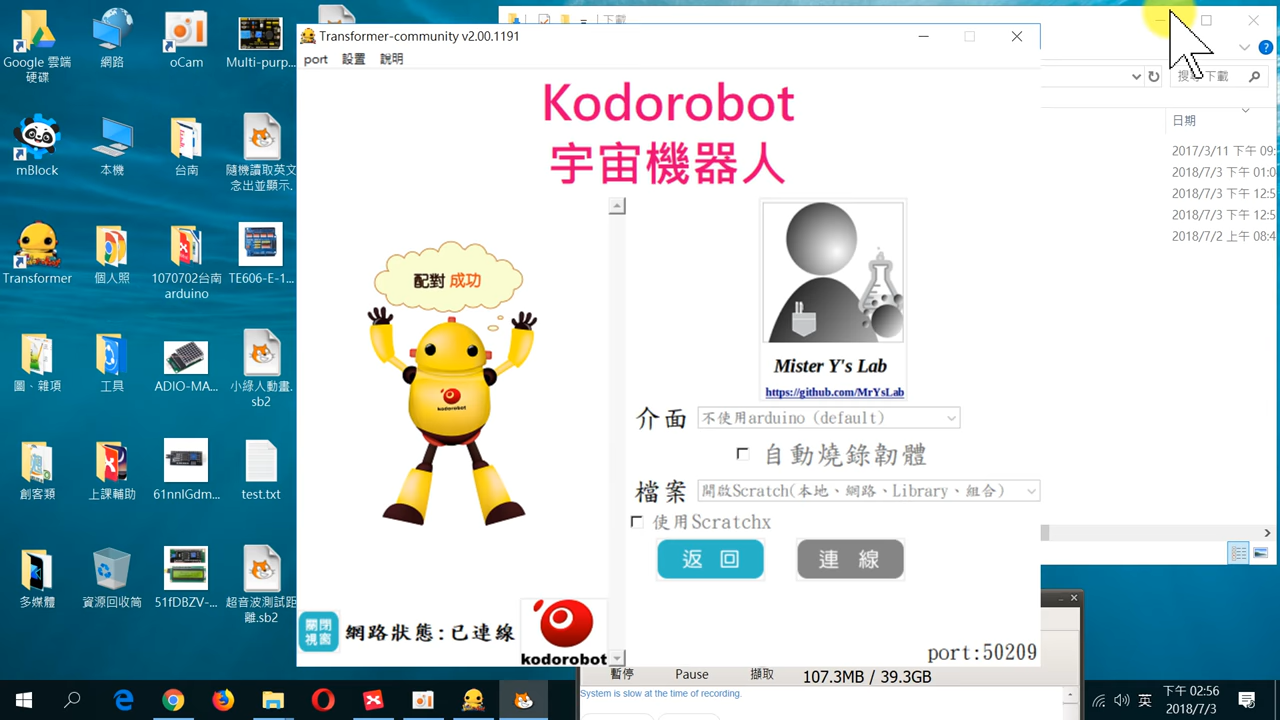 Google 雲端
硬碟
網路
oCam
Multi-purp...
mBlock
本機
台南
隨機讀取英文
念出並顯示.
Transformer
個人照
1070702台南
arduino
TE606-E-1...
圖、雜項
工具
ADIO-MA...
小綠人動畫.
sb2
創客類
上課輔助
61nnlGdm...
test.txt
多媒體
資源回收筒
51fDBZV-...
超音波測試距
離.sb2
Transformer-community v2.00.1191
port 設置 說明
Kodorobot
宇宙機器人
配對 成功
kodorobot
Mister Y's Lab
https://github.com/MrYsLab
介面 不使用arduino (default)
自動燒錄韌體
檔案 開啟Scratch(本地、網路、Library、組合)
使用Scratchx
返 回
連 線
關閉
視窗
網路狀態:已連線
kodorobot
port:50209
下載
搜尋 下載
日期
2017/3/11 下午 09:
2018/7/3 下午 01:0
2018/7/3 下午 12:5
2018/7/3 下午 12:5
2018/7/2 上午 08:4
暫停 Pause 擷取 107.3MB / 39.3GB
System is slow at the time of recording.
英
下午 02:56
2018/7/3